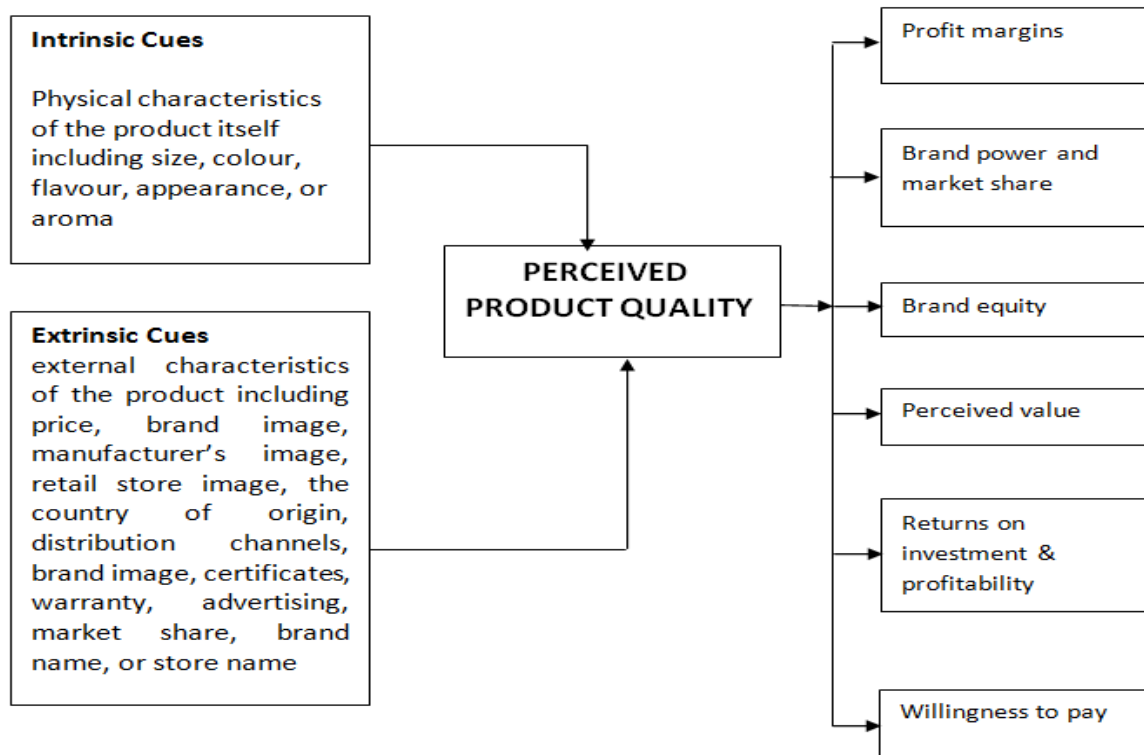 Intrinsic Cues
Physical characteristics
of the product itself
including size, colour,
flavour, appearance, or
aroma
Extrinsic Cues
external characteristics
of the product including
price, brand image,
manufacturer's image,
retail store image, the
country of origin,
distribution channels,
brand image, certificates,
warranty, advertising,
market share, brand
name, or store name
PERCEIVED
PRODUCT QUALITY
Profit margins
Brand power and
market share
Brand equity
Perceived value
Returns on
investment &
profitability
Willingness to pay